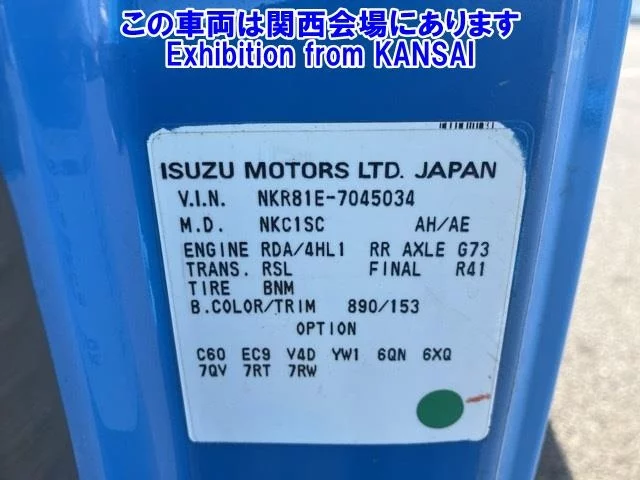 この車両は関西会場にあります
Exhibition from KANSAI
ISUZU MOTORS LTD. JAPAN
V.I.N. NKR81E-7045034
M.D. NKC1SC AH/AE
ENGINE RDA/4HL1 RR AXLE G73
TRANS. RSL FINAL R41
TIRE BNM
B.COLOR/TRIM 890/153
OPTION
C60 EC9 V4D YW1 6QN 6XQ
7QV 7RT 7RW